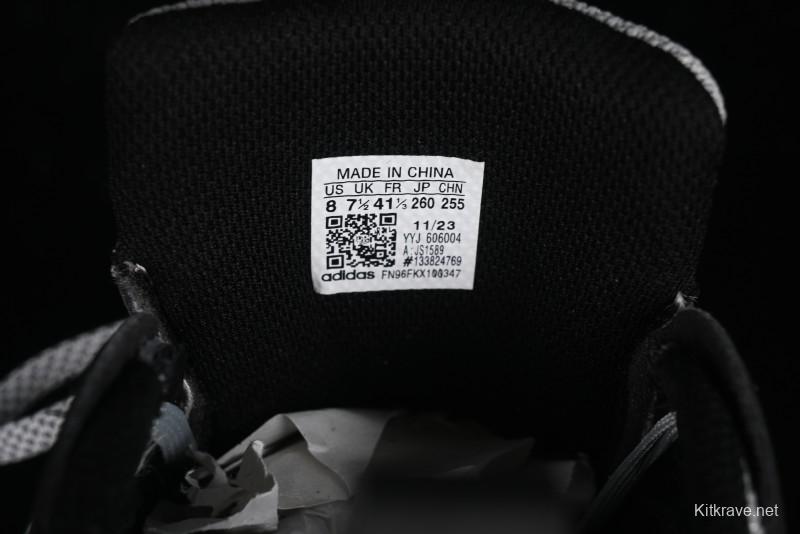 MADE IN CHINA
US UK FR JP CHN
8 7½ 41⅓ 260 255
11/23
YYJ 606004
A:JS1589
#133824769
adidas FN96FKX100347
Kitkrave.net